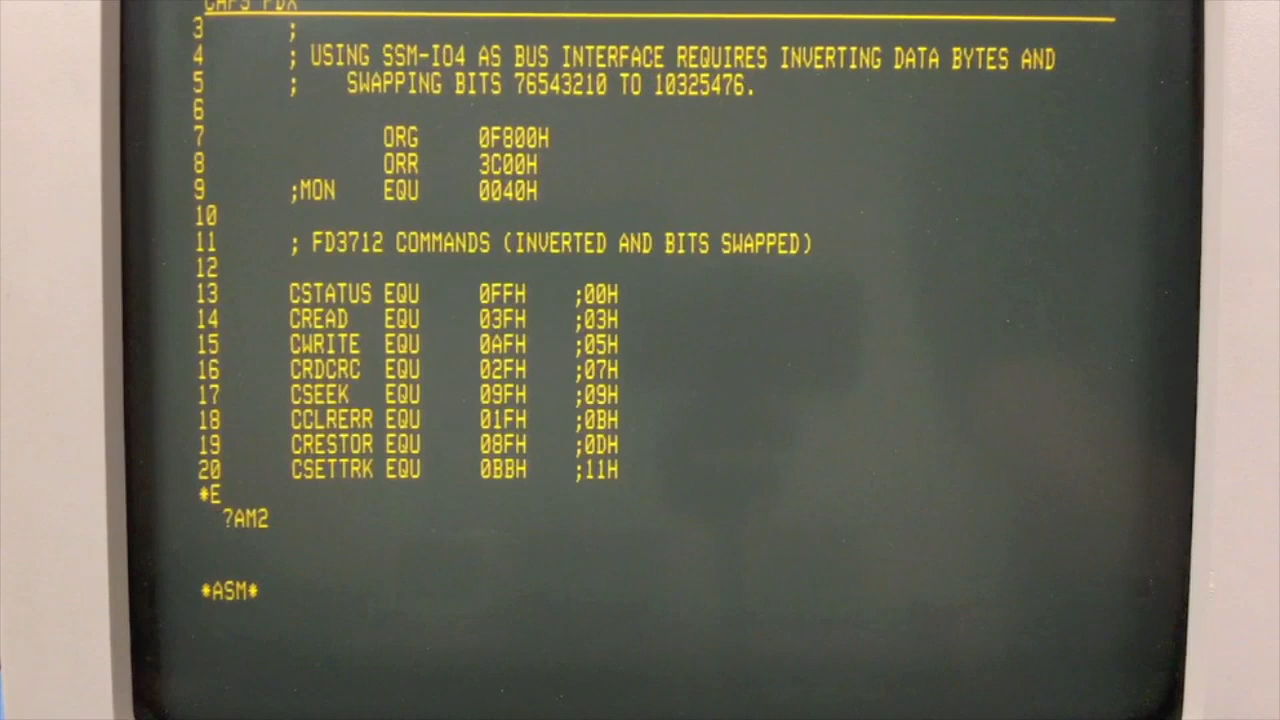 CAPS PDX
3 ;
4 ; USING SSM-IO4 AS BUS INTERFACE REQUIRES INVERTING DATA BYTES AND
5 ; SWAPPING BITS 76543210 TO 10325476.
6
7 ORG 0F800H
8 ORR 3C00H
9 ;MON EQU 0040H
10
11 ; FD3712 COMMANDS (INVERTED AND BITS SWAPPED)
12
13 CSTATUS EQU 0FFH ;00H
14 CREAD EQU 03FH ;03H
15 CWRITE EQU 0AFH ;05H
16 CRDCRC EQU 02FH ;07H
17 CSEEK EQU 09FH ;09H
18 CCLRERR EQU 01FH ;0BH
19 CRESTOR EQU 08FH ;0DH
20 CSETTRK EQU 0BBH ;11H
*E
?AM2
*ASM*